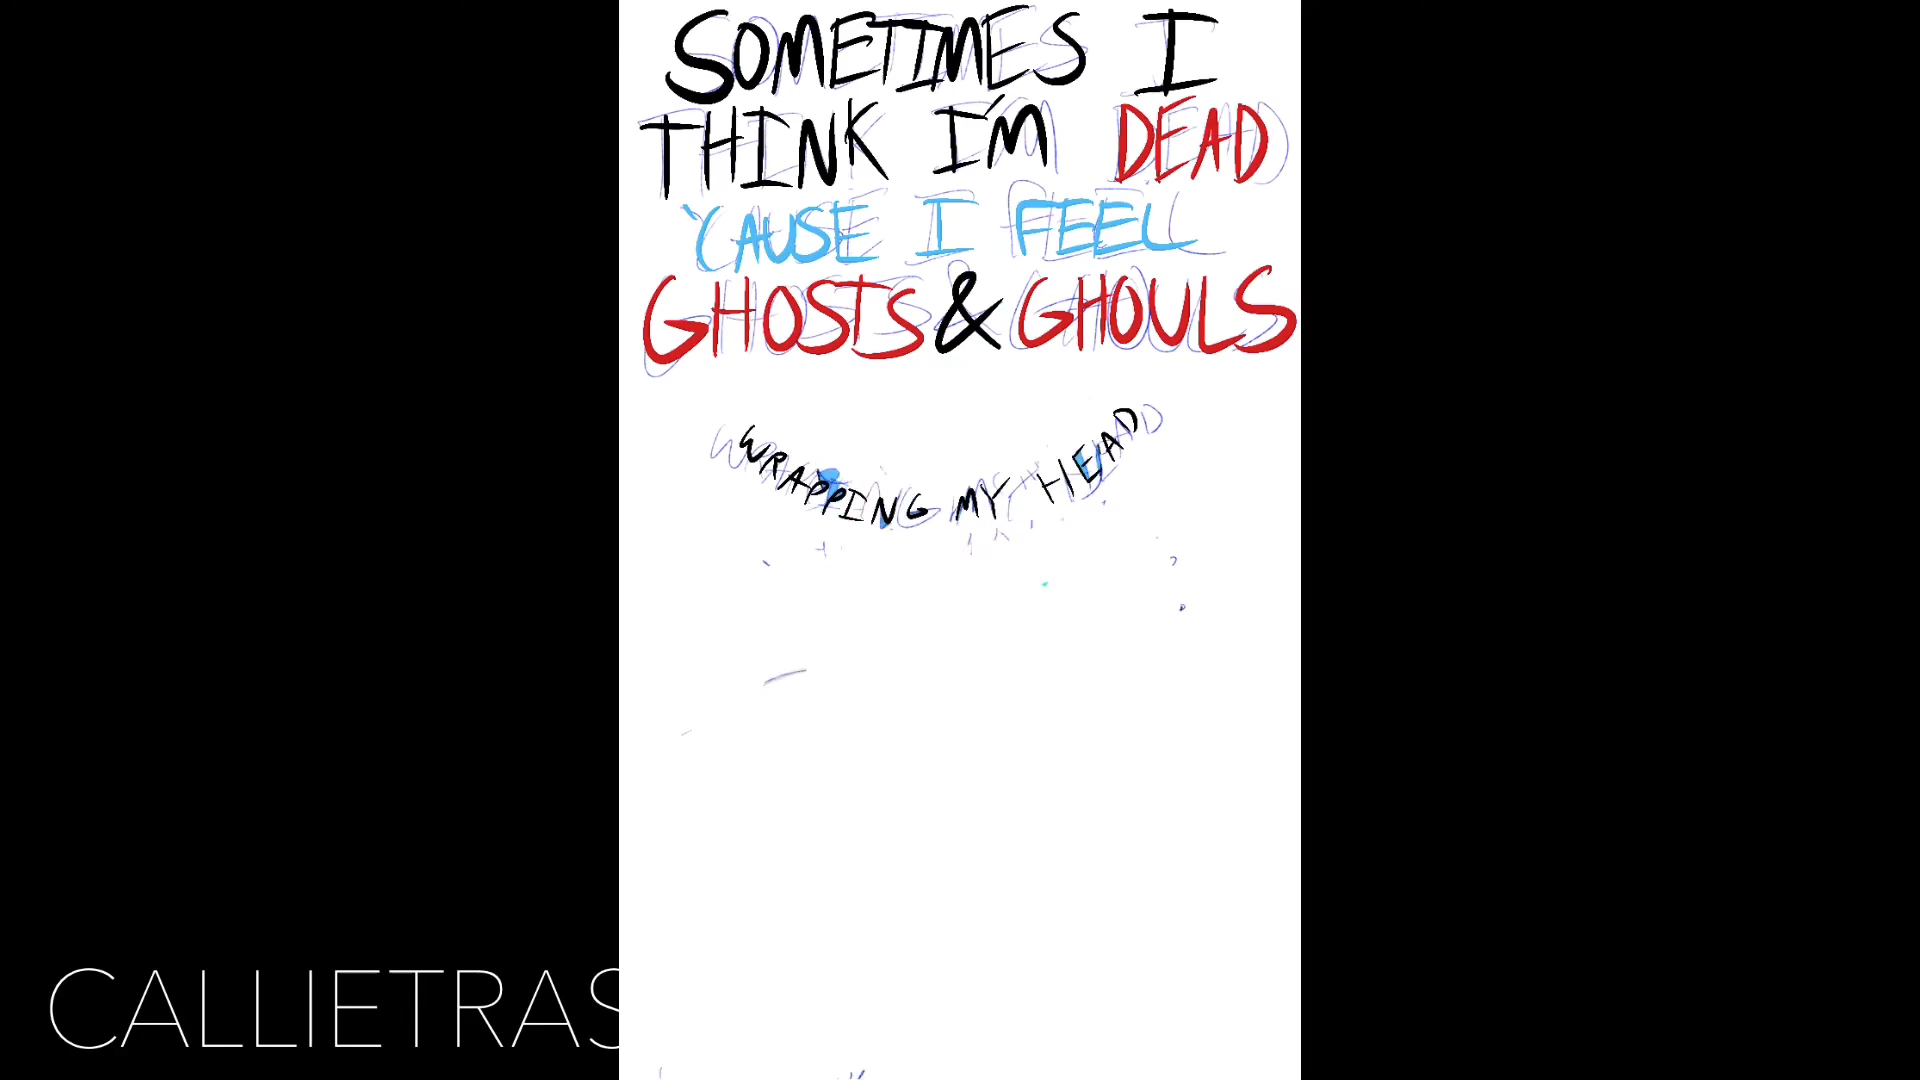 SOMETIMES I
THINK I'M DEAD
'CAUSE I FEEL
GHOSTS & GHOULS
WRAPPING MY HEAD
CALLIETRAS